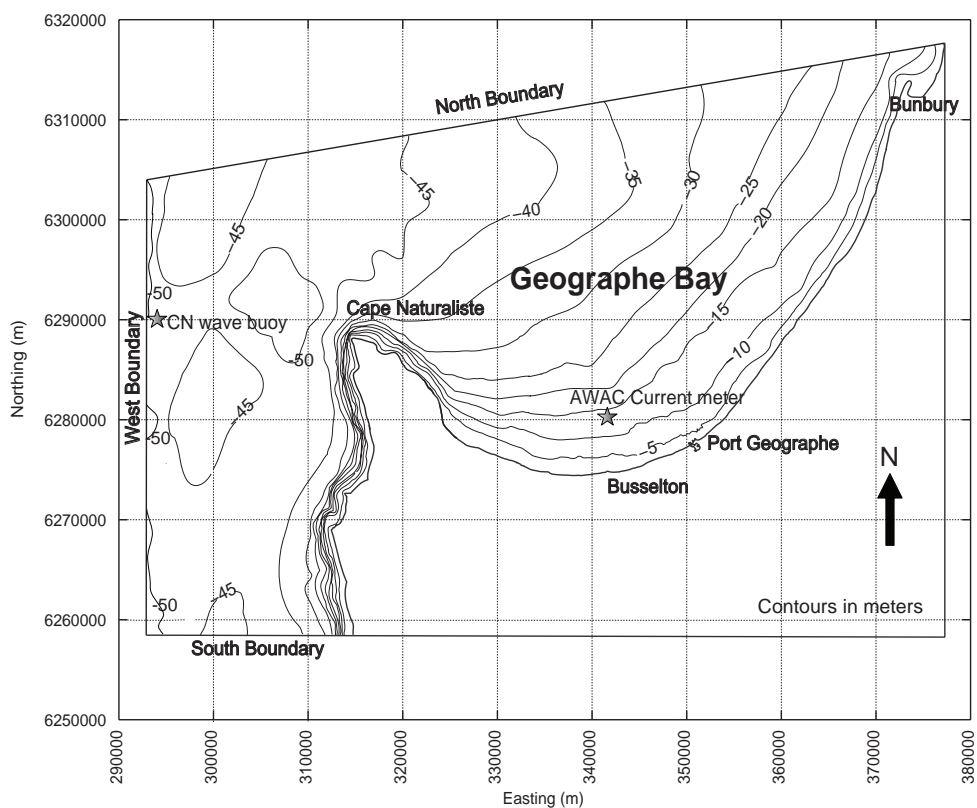 6320000
6310000
6300000
6290000
6280000
6270000
6260000
6250000
Northing (m)
North Boundary
Bunbury
-45
-45
-40
-35
-30
-25
-20
-15
-10
-5
Geographe Bay
Cape Naturaliste
-50
CN wave buoy
West Boundary
-50
-45
-50
AWAC Current meter
Port Geographe
Busselton
N
-50
-45
Contours in meters
South Boundary
290000
300000
310000
320000
330000
340000
350000
360000
370000
380000
Easting (m)